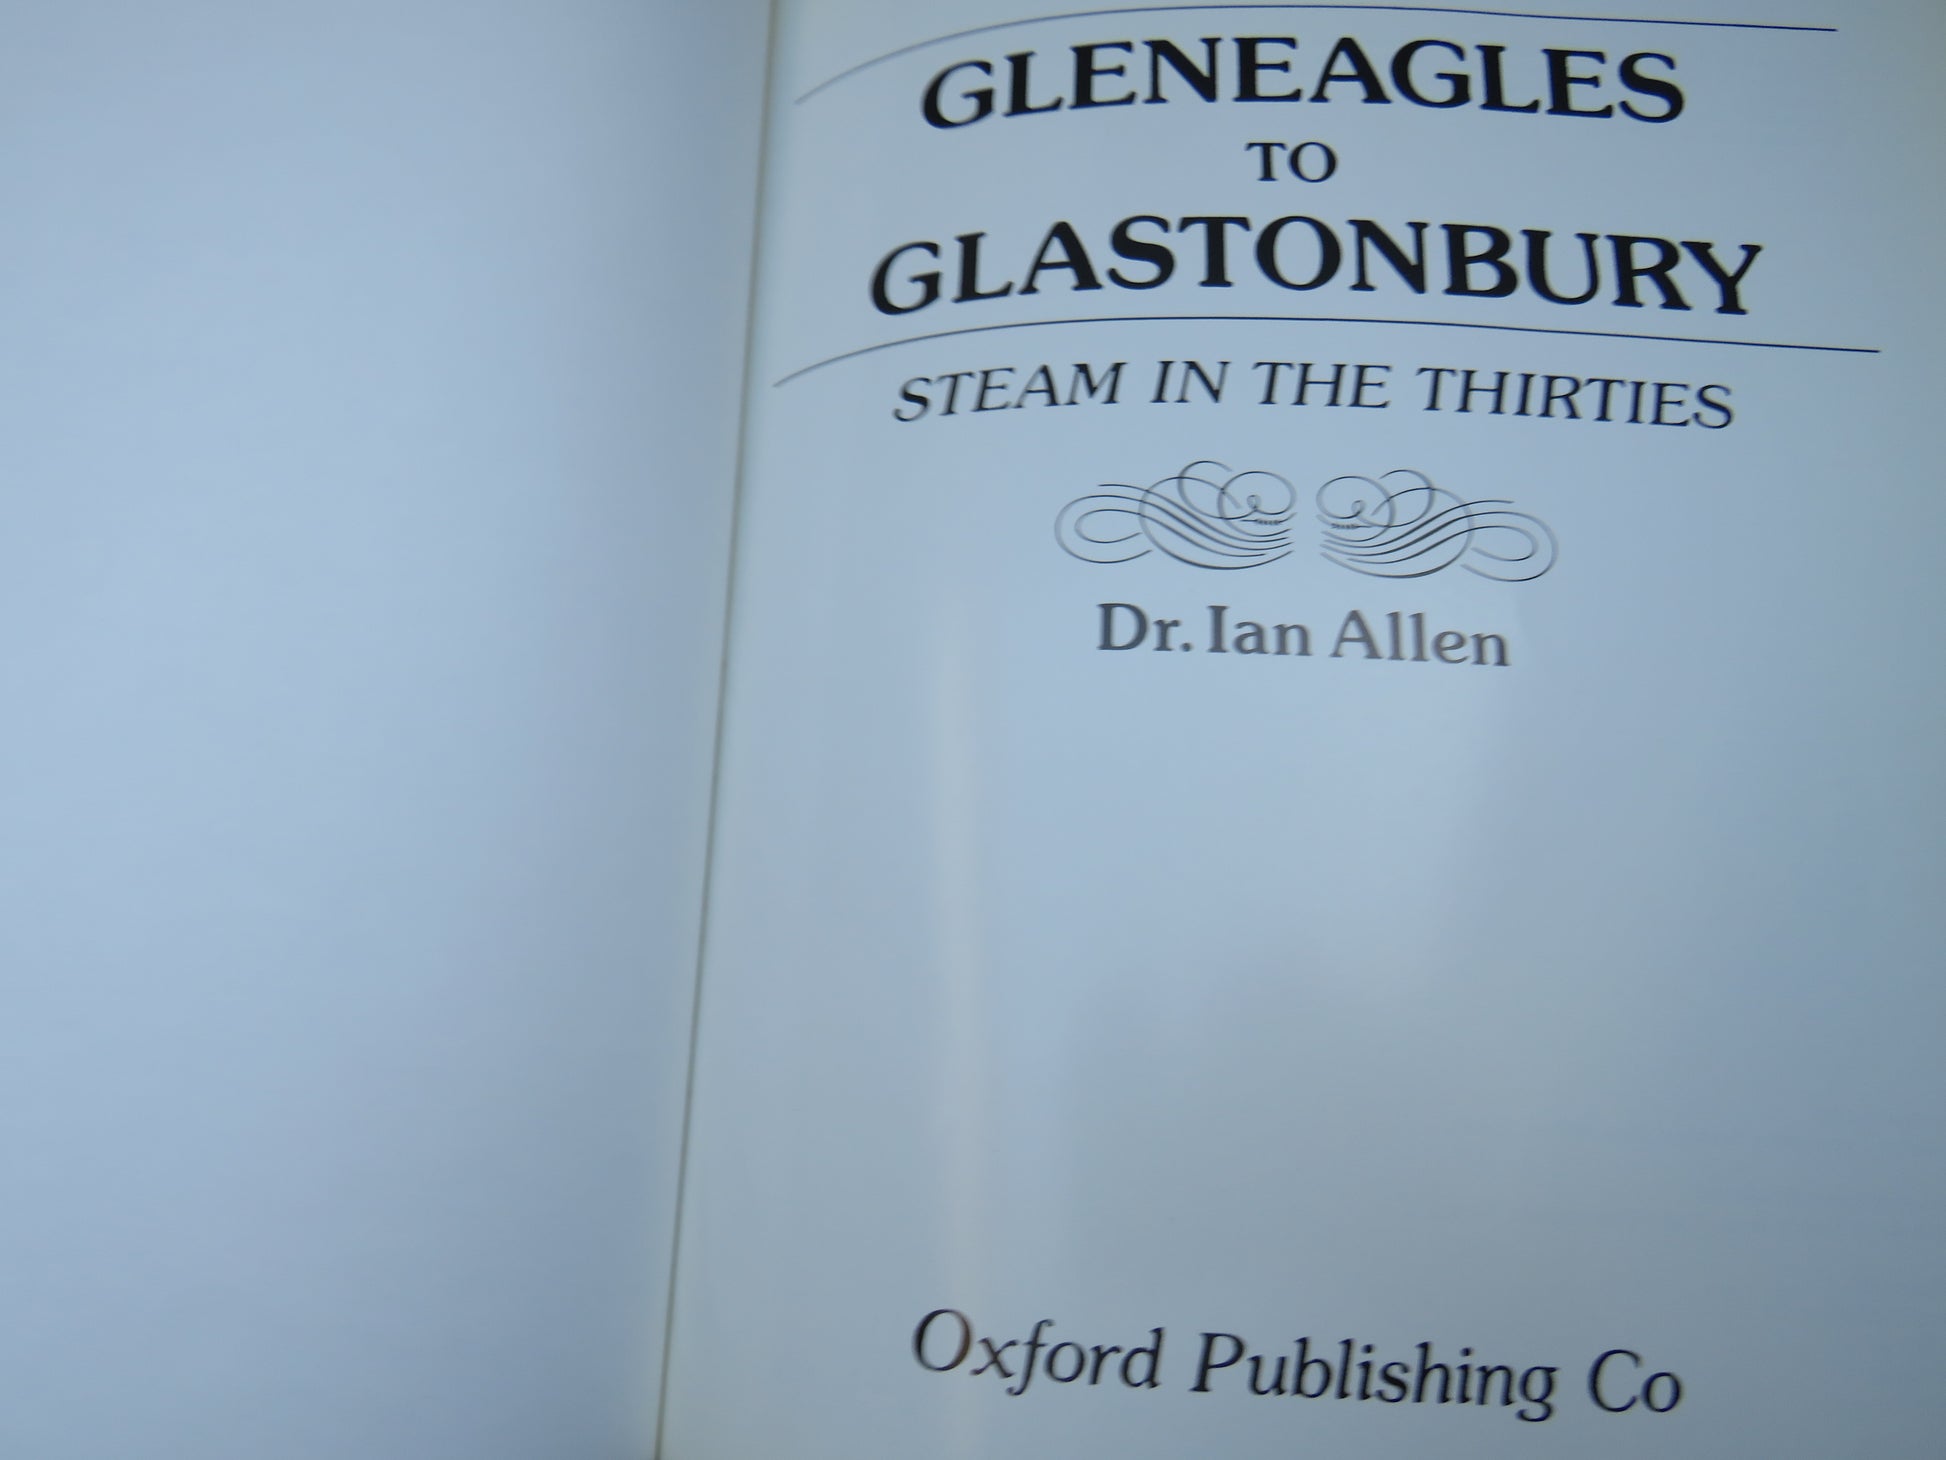 GLENEAGLES
TO
GLASTONBURY
STEAM IN THE THIRTIES
Dr. Ian Allen
Oxford Publishing Co